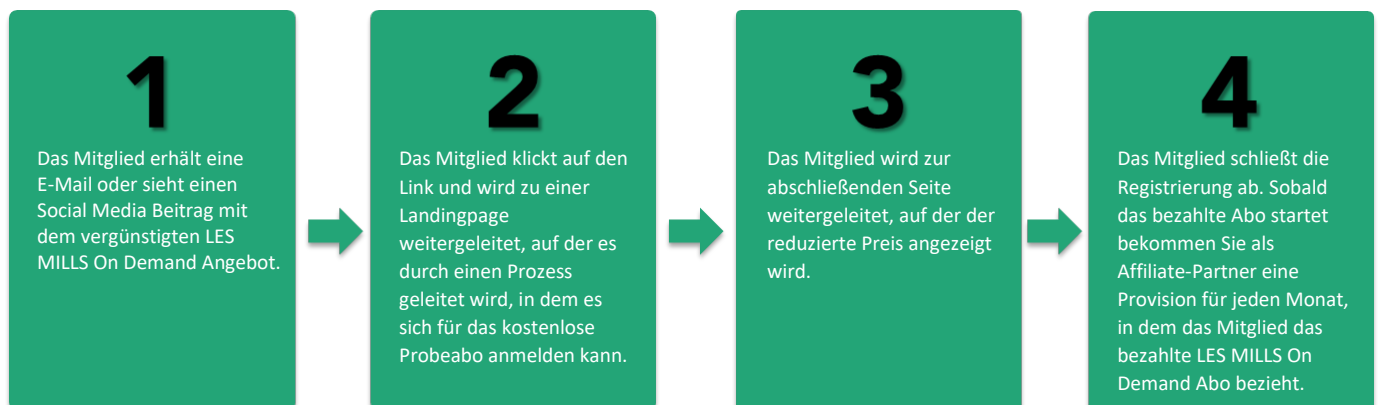 1
Das Mitglied erhält eine
E-Mail oder sieht einen
Social Media Beitrag mit
dem vergünstigten LES
MILLS On Demand Angebot.
2
Das Mitglied klickt auf den
Link und wird zu einer
Landingpage
weitergeleitet, auf der es
durch einen Prozess
geleitet wird, in dem es
sich für das kostenlose
Probeabo anmelden kann.
3
Das Mitglied wird zur
abschließenden Seite
weitergeleitet, auf der der
reduzierte Preis angezeigt
wird.
4
Das Mitglied schließt die
Registrierung ab. Sobald
das bezahlte Abo startet
bekommen Sie als
Affiliate-Partner eine
Provision für jeden Monat,
in dem das Mitglied das
bezahlte LES MILLS On
Demand Abo bezieht.